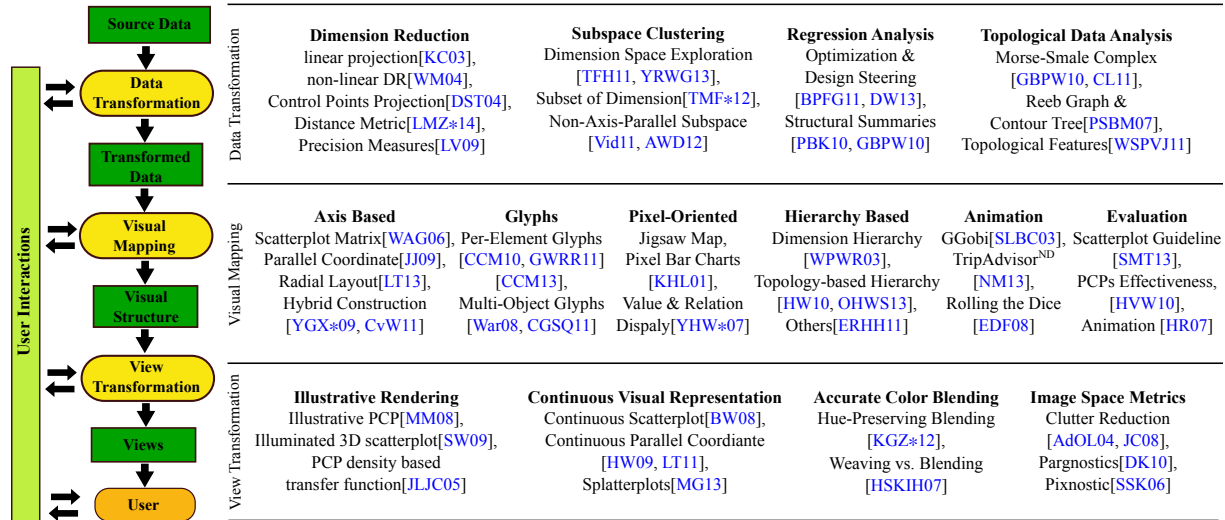 Source Data
Data
Transformation
Transformed
Data
Visual
Mapping
Visual
Structure
View
Transformation
Views
User
User Interactions
Data Transformation
Dimension Reduction
linear projection[KC03],
non-linear DR[WM04]
Control Points Projection[DST04],
Distance Metric[LMZ*14],
Precision Measures[LV09]
Subspace Clustering
Dimension Space Exploration
[TFH11, YRWG13],
Subset of Dimension[TMF*12],
Non-Axis-Parallel Subspace
[Vid11, AWD12]
Regression Analysis
Optimization &
Design Steering
[BPFG11, DW13],
Structural Summaries
[PBK10, GBPW10]
Topological Data Analysis
Morse-Smale Complex
[GBPW10, CL11],
Reeb Graph &
Contour Tree[PSBM07],
Topological Features[WSPVJ11]
Visual Mapping
Axis Based
Scatterplot Matrix[WAG06],
Parallel Coordinate[JJ09],
Radial Layout[LT13],
Hybrid Construction
[YGX*09, CvW11]
Glyphs
Per-Element Glyphs
[CCM10, GWRR11]
[CCM13],
Multi-Object Glyphs
[War08, CGSQ11]
Pixel-Oriented
Jigsaw Map,
Pixel Bar Charts
[KHL01],
Value & Relation
Dispaly[YHW*07]
Hierarchy Based
Dimension Hierarchy
[WPWR03],
Topology-based Hierarchy
[HW10, OHWS13],
Others[ERHH11]
Animation
GGobi[SLBC03],
TripAdvisorND
[NM13],
Rolling the Dice
[EDF08]
Evaluation
Scatterplot Guideline
[SMT13],
PCPs Effectiveness,
[HVW10],
Animation [HR07]
View Transformation
Illustrative Rendering
Illustrative PCP[MM08],
Illuminated 3D scatterplot[SW09],
PCP density based
transfer function[JLJC05]
Continuous Visual Representation
Continuous Scatterplot[BW08],
Continuous Parallel Coordiante
[HW09, LT11],
Splatterplots[MG13]
Accurate Color Blending
Hue-Preserving Blending
[KGZ*12],
Weaving vs. Blending
[HSKIH07]
Image Space Metrics
Clutter Reduction
[AdOL04, JC08],
Pargnostics[DK10],
Pixnostic[SSK06]